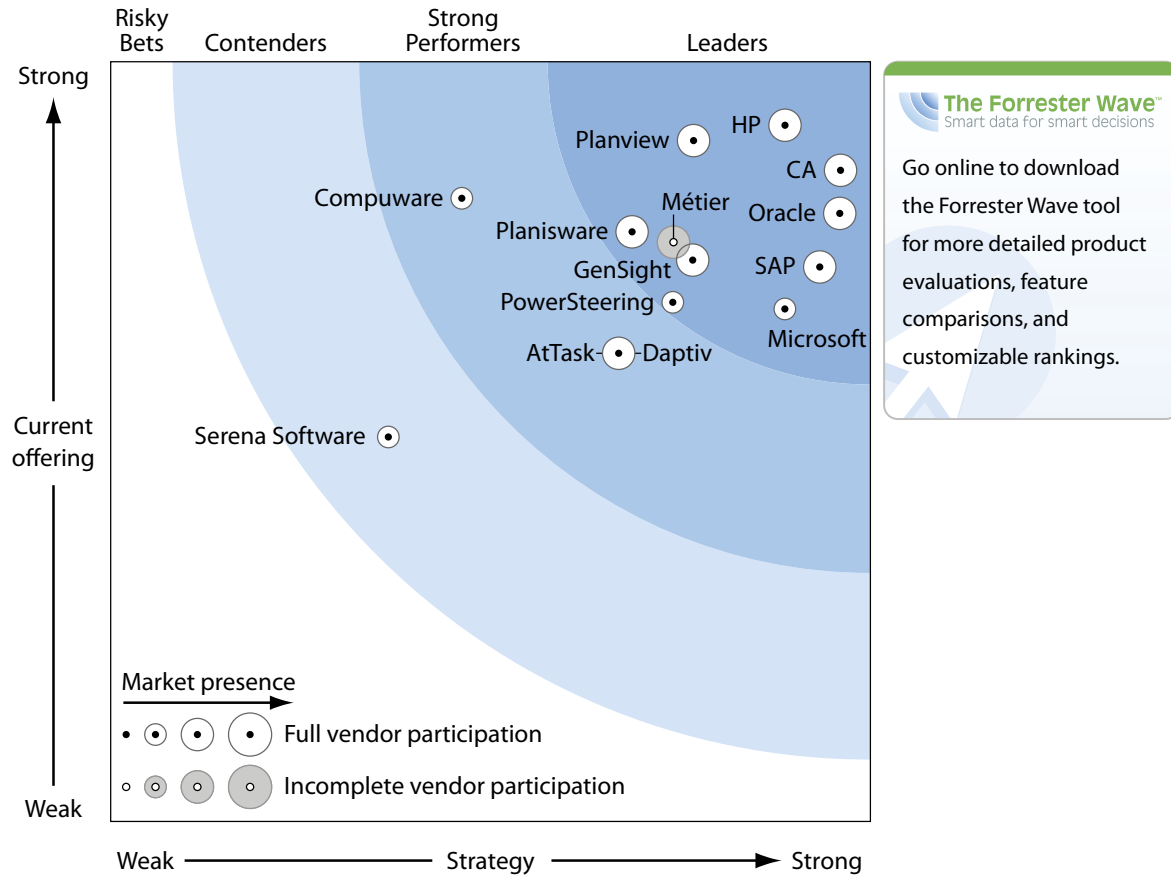 Risky
Bets
Contenders
Strong
Performers
Leaders
Strong
Current
offering
Weak
Planview
HP
CA
Compuware
Métier
Oracle
Planisware
GenSight
SAP
PowerSteering
Microsoft
AtTask
Daptiv
Serena Software
Market presence
Full vendor participation
Incomplete vendor participation
Weak
Strategy
Strong
The Forrester Wave™
Smart data for smart decisions
Go online to download
the Forrester Wave tool
for more detailed product
evaluations, feature
comparisons, and
customizable rankings.